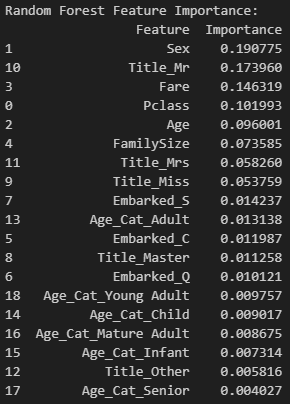 Random Forest Feature Importance:
Feature Importance
1 Sex 0.190775
10 Title_Mr 0.173960
3 Fare 0.146319
0 Pclass 0.101993
2 Age 0.096001
4 FamilySize 0.073585
11 Title_Mrs 0.058260
9 Title_Miss 0.053759
7 Embarked_S 0.014237
13 Age_Cat_Adult 0.013138
5 Embarked_C 0.011987
8 Title_Master 0.011258
6 Embarked_Q 0.010121
18 Age_Cat_Young Adult 0.009757
14 Age_Cat_Child 0.009017
16 Age_Cat_Mature Adult 0.008675
15 Age_Cat_Infant 0.007314
12 Title_Other 0.005816
17 Age_Cat_Senior 0.004027